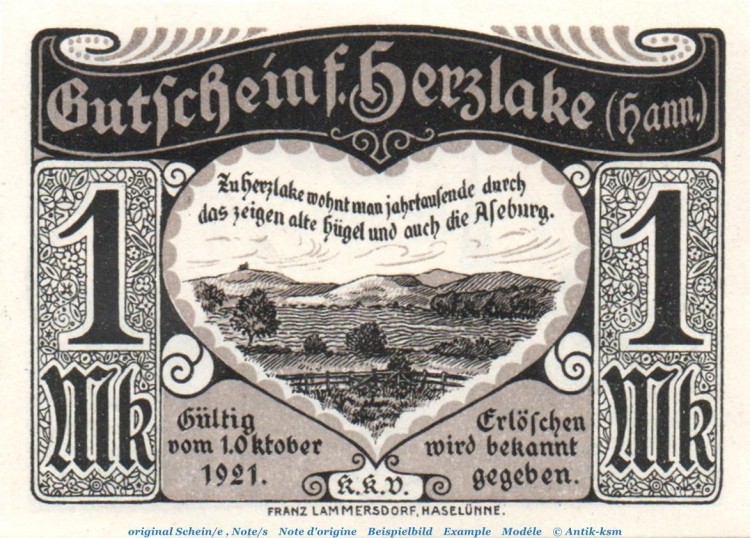 Gutſchein f. Herzlake (Hann.)
Zu Herzlake wohnt man jahrtauſende durch
das zeigen alte Hügel und auch die Aſeburg.
1 Mk
1 Mk
Gültig
vom 1. Oktober
1921.
Erlöſchen
wird bekannt
gegeben.
K.K.V.
FRANZ LAMMERSDORF, HASELÜNNE.
original Schein/e , Note/s Note d'origine Beispielbild Example Modéle © Antik-ksm